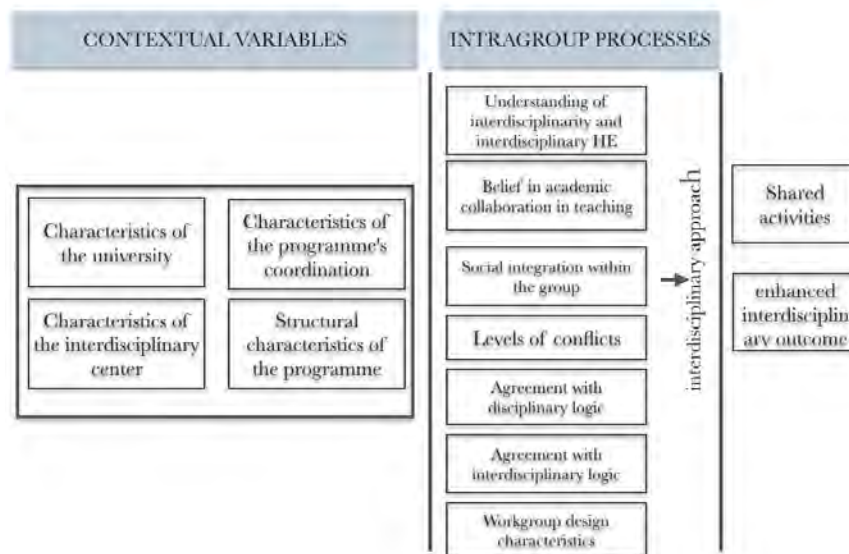 CONTEXTUAL VARIABLES
INTRAGROUP PROCESSES
Characteristics of
the university
Characteristics of
the programme's
coordination
Characteristics of
the interdisciplinary
center
Structural
characteristics of
the programme
Understanding of
interdisciplinarity and
interdisciplinary HE
Belief in academic
collaboration in teaching
Social integration within
the group
Levels of conflicts
Agreement with
disciplinary logic
Agreement with
interdisciplinary logic
Workgroup design
characteristics
interdisciplinary approach
Shared
activities
enhanced
interdisciplin
ary outcome